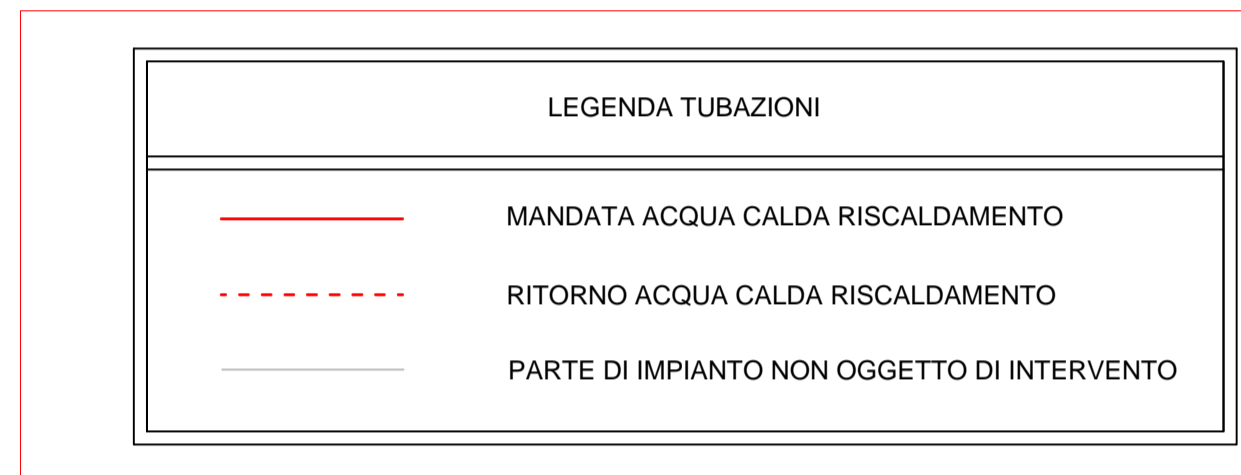 LEGENDA TUBAZIONI
MANDATA ACQUA CALDA RISCALDAMENTO
RITORNO ACQUA CALDA RISCALDAMENTO
PARTE DI IMPIANTO NON OGGETTO DI INTERVENTO